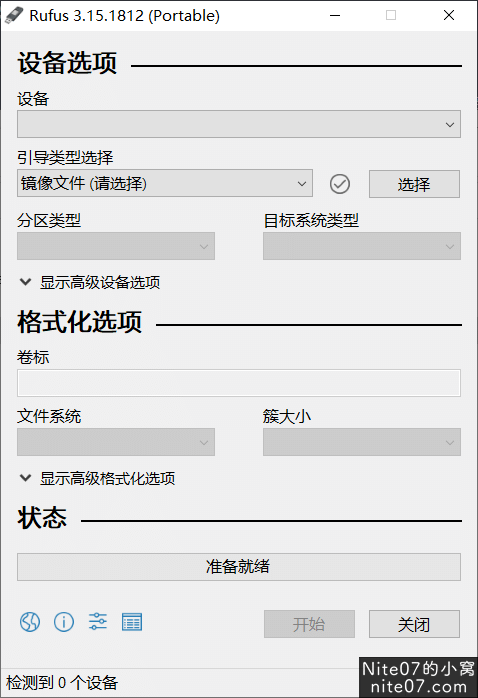 Rufus 3.15.1812 (Portable)
设备选项
设备
引导类型选择
镜像文件 (请选择)
选择
分区类型
目标系统类型
显示高级设备选项
格式化选项
卷标
文件系统
簇大小
显示高级格式化选项
状态
准备就绪
开始
关闭
检测到 0 个设备
Nite07的小窝
nite07.com